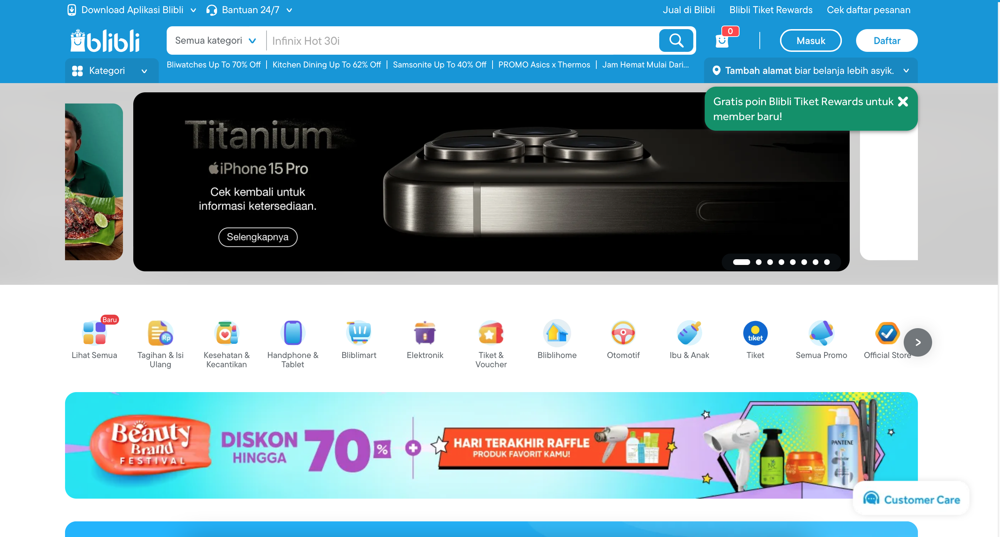 Download Aplikasi Blibli
Bantuan 24/7
Jual di Blibli
Blibli Tiket Rewards
Cek daftar pesanan
blibli
Semua kategori
Infinix Hot 30i
0
Masuk
Daftar
Kategori
Bliwatches Up To 70% Off
Kitchen Dining Up To 62% Off
Samsonite Up To 40% Off
PROMO Asics x Thermos
Jam Hemat Mulai Dari...
Tambah alamat biar belanja lebih asyik.
Gratis poin Blibli Tiket Rewards untuk
member baru!
Titanium
iPhone 15 Pro
Cek kembali untuk
informasi ketersediaan.
Selengkapnya
Baru
Lihat Semua
Rp
Tagihan & Isi
Ulang
Kesehatan &
Kecantikan
Handphone &
Tablet
Bliblimart
Elektronik
Tiket &
Voucher
Bliblihome
Otomotif
Ibu & Anak
tiket
Tiket
Semua Promo
Official Store
Beauty
Brand
FESTIVAL
DISKON
HINGGA
70%
HARI TERAKHIR RAFFLE
PRODUK FAVORIT KAMU!
PANTENE
NR
Customer Care